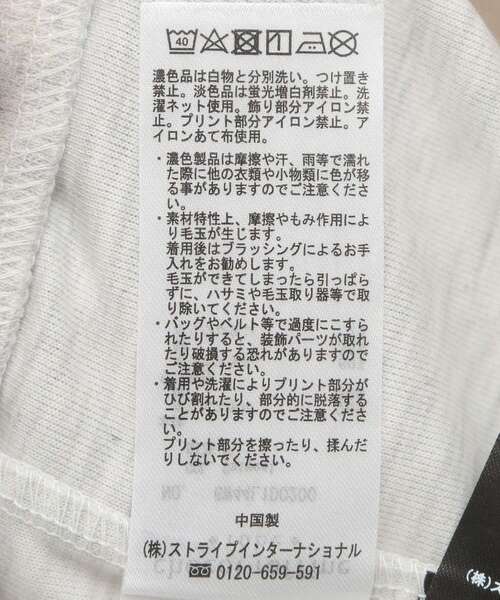 40
濃色品は白物と分別洗い。つけ置き
禁止。淡色品は蛍光増白剤禁止。洗
濯ネット使用。飾り部分アイロン禁
止。プリント部分アイロン禁止。ア
イロンあて布使用。
・濃色製品は摩擦や汗、雨等で濡れ
た際に他の衣類や小物類に色が移
る事がありますのでご注意くださ
い。
・素材特性上、摩擦やもみ作用によ
り毛玉が生じます。
着用後はブラッシングによるお手
入れをお勧めします。
毛玉ができてしまったら引っぱら
ずに、ハサミや毛玉取り器等で取
り除いてください。
・バッグやベルト等で過度にこすら
れたりすると、装飾パーツが取れ
たり破損する恐れがありますので
ご注意ください。
・着用や洗濯によりプリント部分が
ひび割れたり、部分的に脱落する
ことがありますのでご注意くださ
い。
プリント部分を擦ったり、揉んだ
りしないでください。
中国製
(株)ストライプインターナショナル
0120-659-591
(株)ス